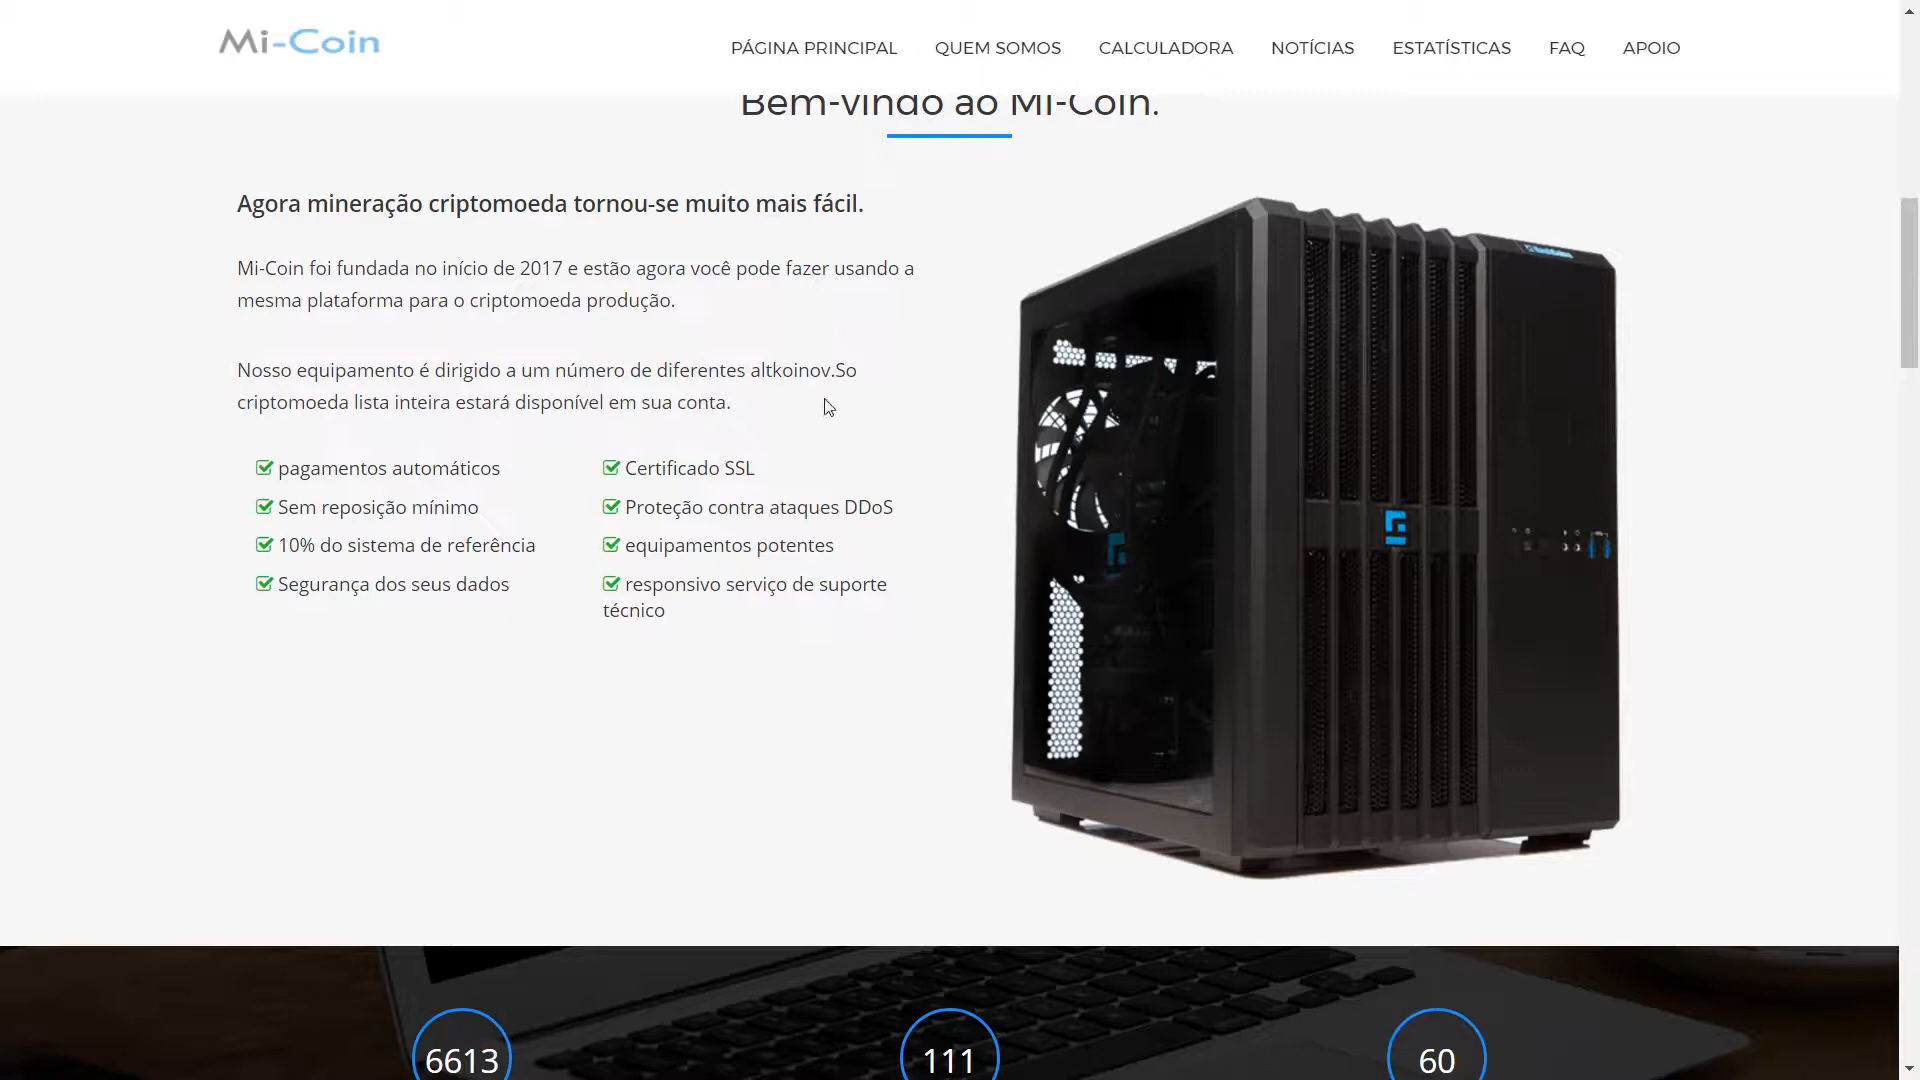 Mi-Coin
PÁGINA PRINCIPAL QUEM SOMOS CALCULADORA NOTÍCIAS ESTATÍSTICAS FAQ APOIO
Bem-vindo ao Mi-Coin.
Agora mineração criptomoeda tornou-se muito mais fácil.
Mi-Coin foi fundada no início de 2017 e estão agora você pode fazer usando a
mesma plataforma para o criptomoeda produção.
Nosso equipamento é dirigido a um número de diferentes altkoinov.So
criptomoeda lista inteira estará disponível em sua conta.
pagamentos automáticos
Sem reposição mínimo
10% do sistema de referência
Segurança dos seus dados
Certificado SSL
Proteção contra ataques DDoS
equipamentos potentes
responsivo serviço de suporte
técnico
6613
111
60